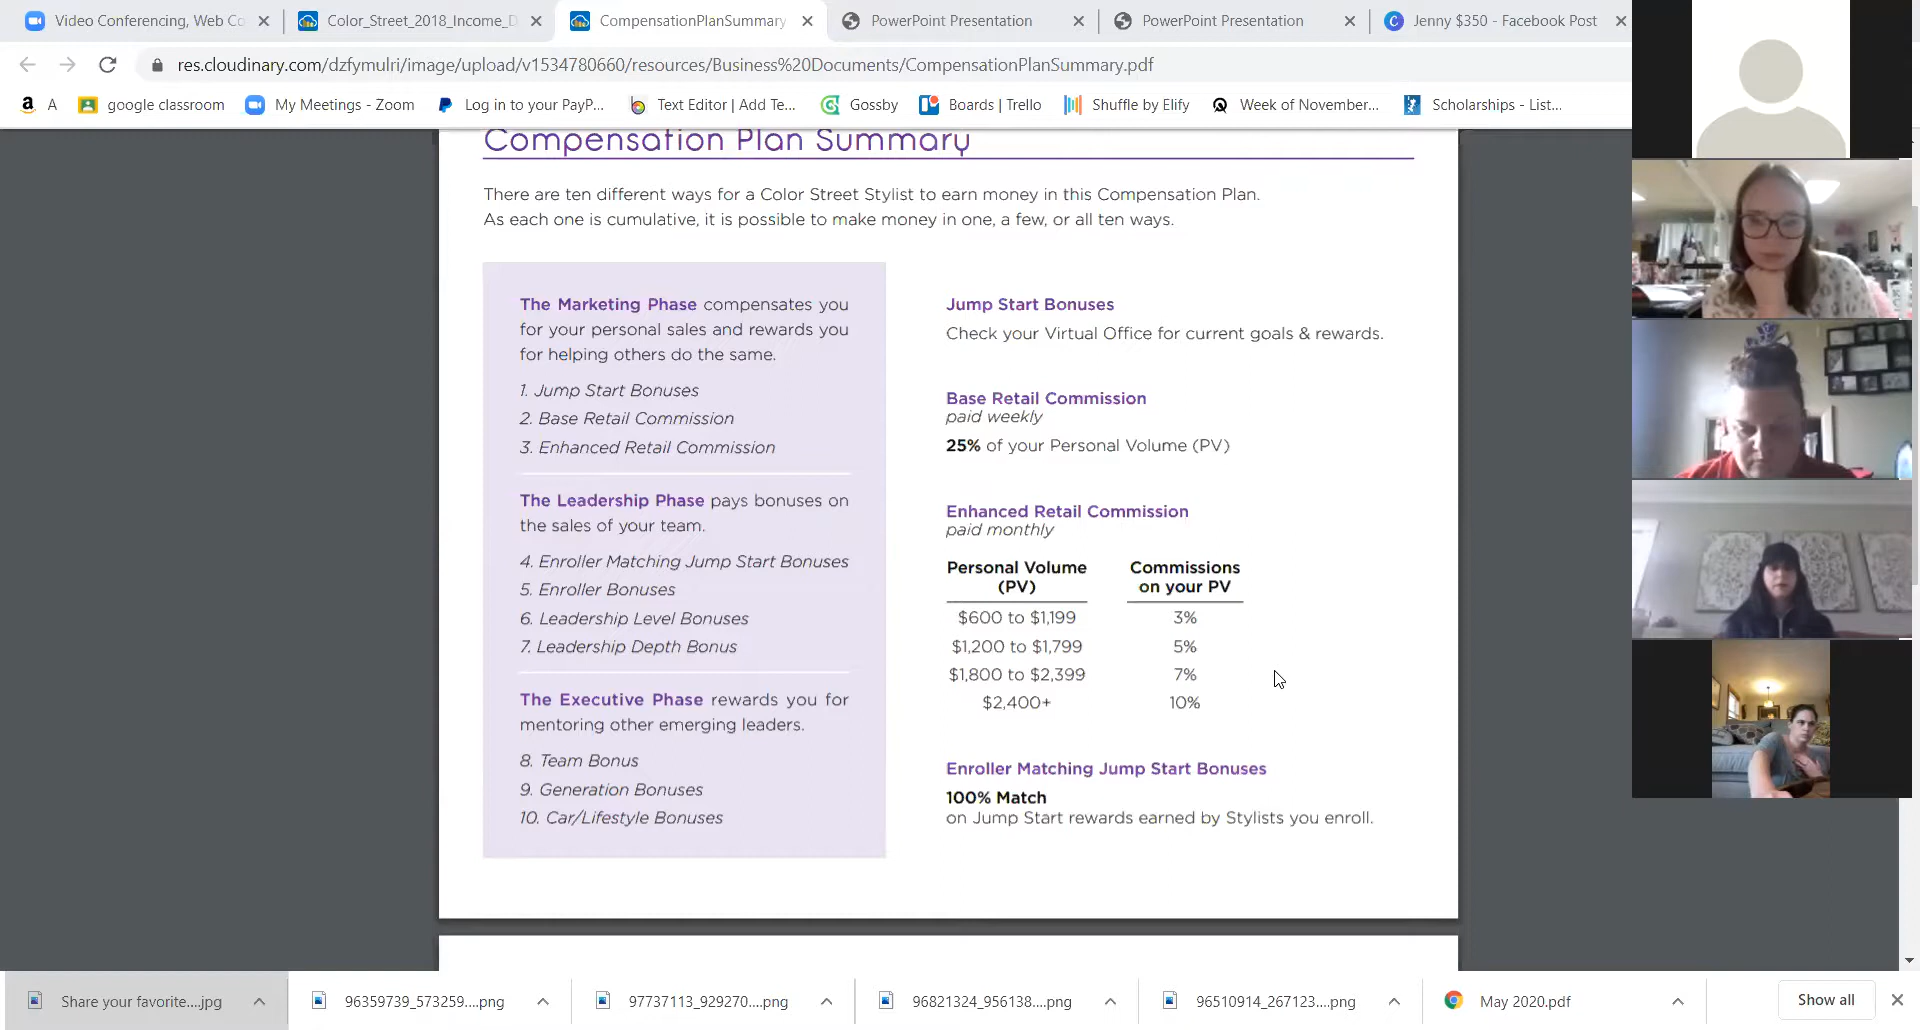 Video Conferencing, Web Co
Color_Street_2018_Income_D
CompensationPlanSummary
PowerPoint Presentation
PowerPoint Presentation
Jenny $350 - Facebook Post
res.cloudinary.com/dzfymulri/image/upload/v1534780660/resources/Business%20Documents/CompensationPlanSummary.pdf
A
google classroom
My Meetings - Zoom
Log in to your PayP...
Text Editor | Add Te...
Gossby
Boards | Trello
Shuffle by Elify
Week of November...
Scholarships - List...
Compensation Plan Summary
There are ten different ways for a Color Street Stylist to earn money in this Compensation Plan.
As each one is cumulative, it is possible to make money in one, a few, or all ten ways.
The Marketing Phase compensates you
for your personal sales and rewards you
for helping others do the same.
1. Jump Start Bonuses
2. Base Retail Commission
3. Enhanced Retail Commission
The Leadership Phase pays bonuses on
the sales of your team.
4. Enroller Matching Jump Start Bonuses
5. Enroller Bonuses
6. Leadership Level Bonuses
7. Leadership Depth Bonus
The Executive Phase rewards you for
mentoring other emerging leaders.
8. Team Bonus
9. Generation Bonuses
10. Car/Lifestyle Bonuses
Jump Start Bonuses
Check your Virtual Office for current goals & rewards.
Base Retail Commission
paid weekly
25% of your Personal Volume (PV)
Enhanced Retail Commission
paid monthly
Personal Volume (PV)
Commissions on your PV
$600 to $1,199 3%
$1,200 to $1,799 5%
$1,800 to $2,399 7%
$2,400+ 10%
Enroller Matching Jump Start Bonuses
100% Match
on Jump Start rewards earned by Stylists you enroll.
Share your favorite....jpg
96359739_573259....png
97737113_929270....png
96821324_956138....png
96510914_267123....png
May 2020.pdf
Show all